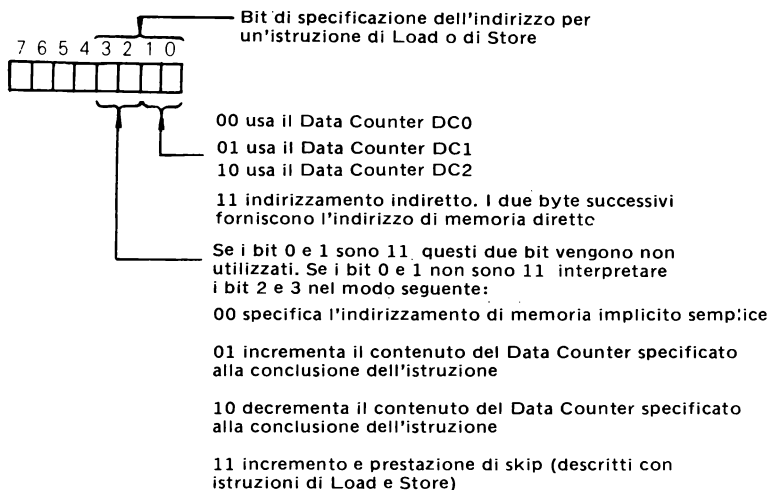 Bit di specificazione dell'indirizzo per
un'istruzione di Load o di Store
7 6 5 4 3 2 1 0
00 usa il Data Counter DC0
01 usa il Data Counter DC1
10 usa il Data Counter DC2
11 indirizzamento indiretto. I due byte successivi
forniscono l'indirizzo di memoria diretto
Se i bit 0 e 1 sono 11 questi due bit vengono non
utilizzati. Se i bit 0 e 1 non sono 11 interpretare
i bit 2 e 3 nel modo seguente:
00 specifica l'indirizzamento di memoria implicito semplice
01 incrementa il contenuto del Data Counter specificato
alla conclusione dell'istruzione
10 decrementa il contenuto del Data Counter specificato
alla conclusione dell'istruzione
11 incremento e prestazione di skip (descritti con
istruzioni di Load e Store)